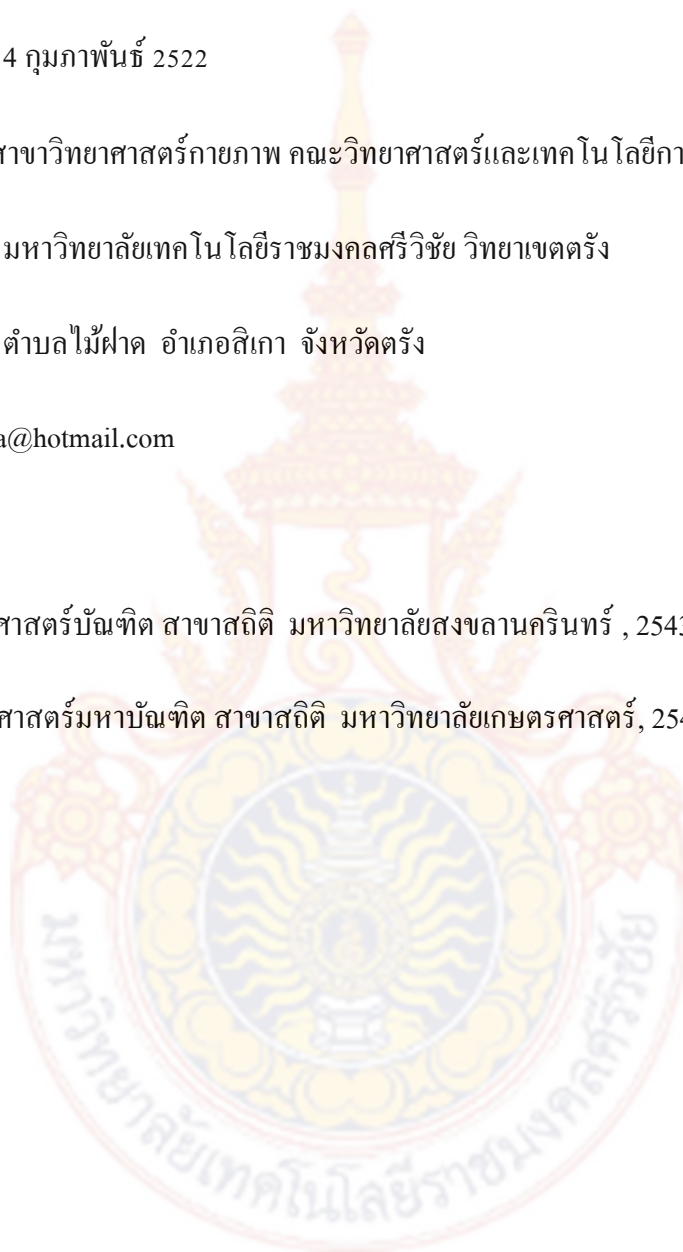 4 กุมภาพันธ์ 2522
สาขาวิทยาศาสตร์กายภาพ คณะวิทยาศาสตร์และเทคโนโลยีกา
มหาวิทยาลัยเทคโนโลยีราชมงคลศรีวิชัย วิทยาเขตตรัง
ตำบลไม้ฝาด อำเภอสิเกา จังหวัดตรัง
a@hotmail.com
ศาสตร์บัณฑิต สาขาสถิติ มหาวิทยาลัยสงขลานครินทร์ , 2543
ศาสตร์มหาบัณฑิต สาขาสถิติ มหาวิทยาลัยเกษตรศาสตร์, 254
มหาวิทยาลัยเทคโนโลยีราชมงคลศรีวิชัย